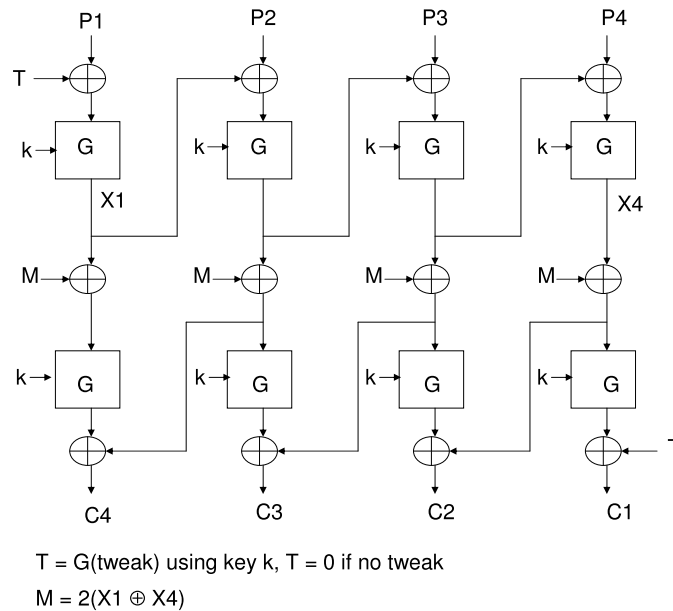 P1 P2 P3 P4
T
k G k G k G k G
X1 X4
M M M M
k G k G k G k G
C4 C3 C2 C1
T = G(tweak) using key k, T = 0 if no tweak
M = 2(X1 ⊕ X4)